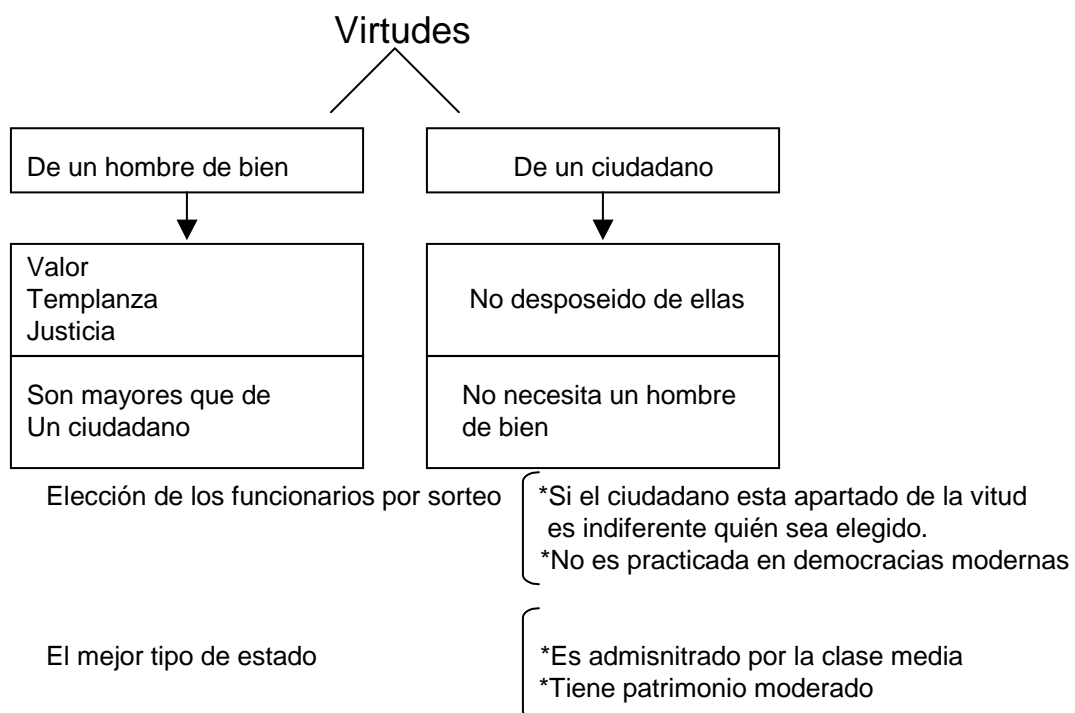 Virtudes
De un hombre de bien
De un ciudadano
Valor
Templanza
Justicia
No desposeido de ellas
Son mayores que de
Un ciudadano
No necesita un hombre
de bien
Elección de los funcionarios por sorteo
*Si el ciudadano esta apartado de la vitud
es indiferente quién sea elegido.
*No es practicada en democracias modernas
El mejor tipo de estado
*Es admisnitrado por la clase media
*Tiene patrimonio moderado